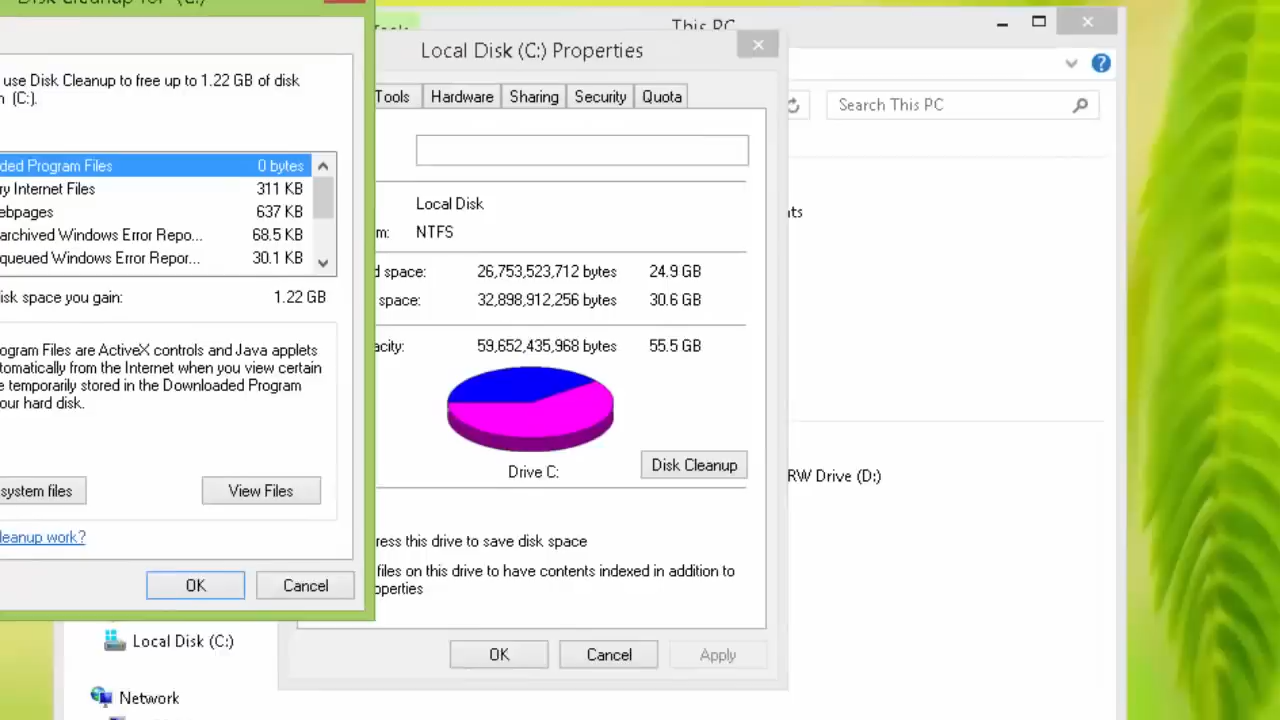 Disk Cleanup for (C:)
use Disk Cleanup to free up to 1.22 GB of disk
(C:).
ded Program Files 0 bytes
ry Internet Files 311 KB
ebpages 637 KB
archived Windows Error Repo... 68.5 KB
queued Windows Error Repor... 30.1 KB
isk space you gain: 1.22 GB
ogram Files are ActiveX controls and Java applets
tomatically from the Internet when you view certain
e temporarily stored in the Downloaded Program
our hard disk.
system files
View Files
leanup work?
OK
Cancel
Tools
This PC
Search This PC
Local Disk (C:) Properties
Tools Hardware Sharing Security Quota
Local Disk
m: NTFS
d space: 26,753,523,712 bytes 24.9 GB
space: 32,898,912,256 bytes 30.6 GB
acity: 59,652,435,968 bytes 55.5 GB
Drive C:
Disk Cleanup
ress this drive to save disk space
files on this drive to have contents indexed in addition to
operties
OK
Cancel
Apply
nts
RW Drive (D:)
Local Disk (C:)
Network